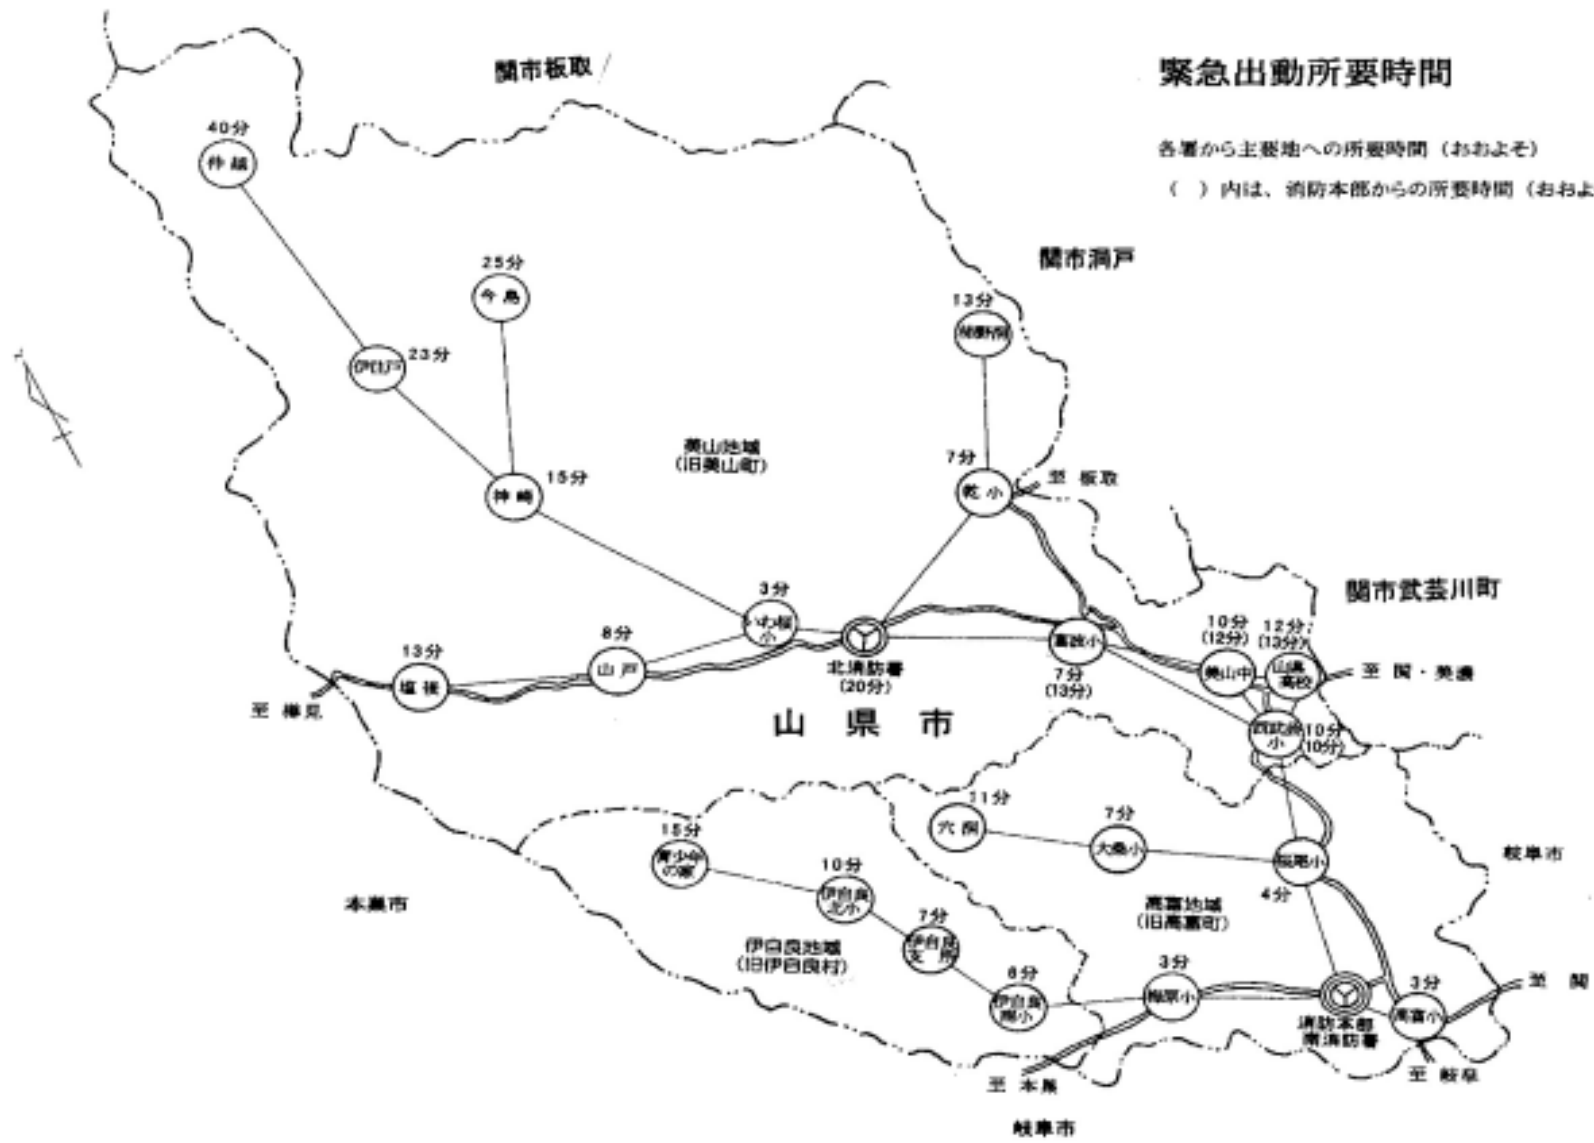 緊急出動所要時間
各署から主要地への所要時間（おおよそ）
（ ）内は、消防本部からの所要時間（おおよ
関市板取
40分
仲越
25分
今島
23分
15分
神崎
美山地域
(旧美山町)
関市洞戸
13分
7分
乾小
至 板取
関市武芸川町
3分
いわ桜
小
8分
山戸
13分
塩後
至 樽見
北消防署
(20分)
富波小
7分
(13分)
10分
(12分)
美山中
12分
(13分)
山県
高校
至 関・美濃
西武芸
小
10分
(10分)
山県市
11分
穴洞
7分
大桑小
桜尾小
4分
岐阜市
15分
青少年
の家
10分
伊自良
北小
7分
伊自良
支所
6分
伊自良
南小
本巣市
伊自良地域
(旧伊自良村)
高富地域
(旧高富町)
3分
梅原小
消防本部
南消防署
3分
高富小
至 関
至 岐阜
至 本巣
岐阜市